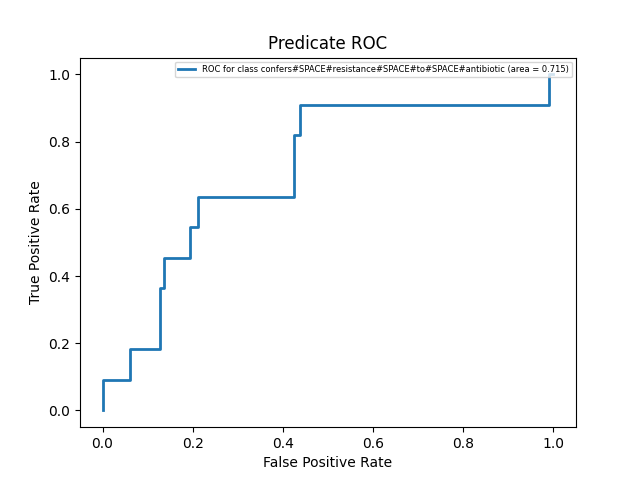 Predicate ROC
ROC for class confers#SPACE#resistance#SPACE#to#SPACE#antibiotic (area = 0.715)
1.0
0.8
0.6
0.4
0.2
0.0
True Positive Rate
0.0 0.2 0.4 0.6 0.8 1.0
False Positive Rate